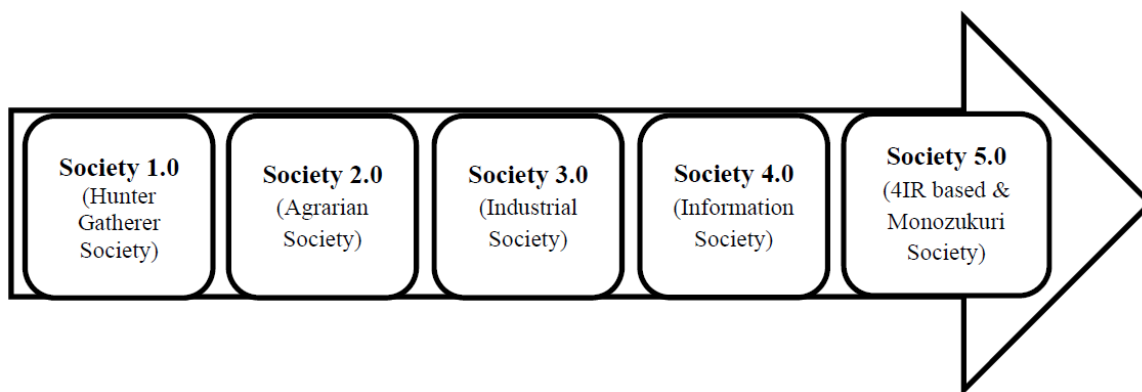 Society 1.0
(Hunter
Gatherer
Society)
Society 2.0
(Agrarian
Society)
Society 3.0
(Industrial
Society)
Society 4.0
(Information
Society)
Society 5.0
(4IR based &
Monozukuri
Society)